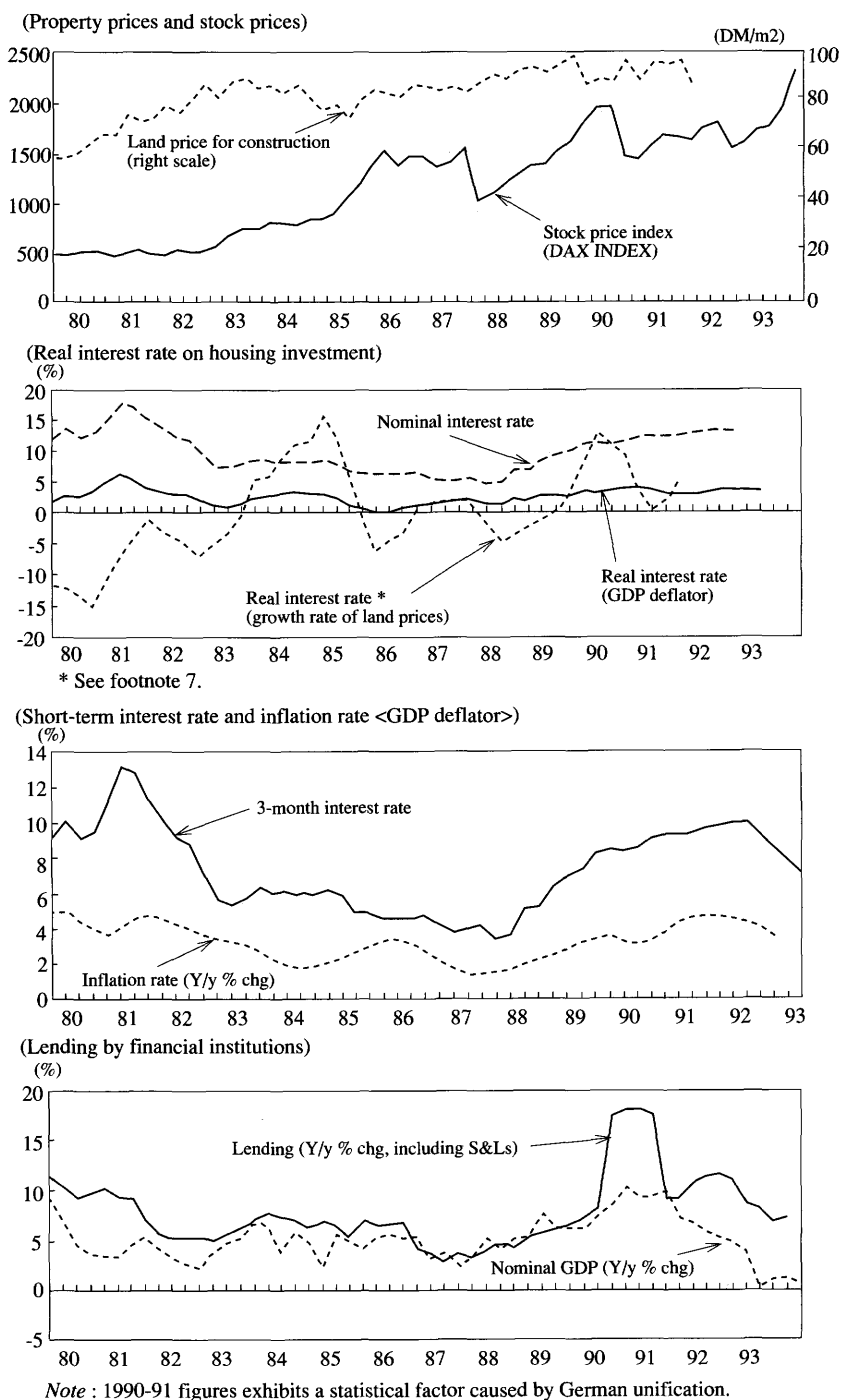 (Property prices and stock prices)
(DM/m2)
2500
2000
1500
1000
500
0
100
80
60
40
20
0
Land price for construction
(right scale)
Stock price index
(DAX INDEX)
80 81 82 83 84 85 86 87 88 89 90 91 92 93
(Real interest rate on housing investment)
(%)
20
15
10
5
0
-5
-10
-15
-20
Nominal interest rate
Real interest rate *
(growth rate of land prices)
Real interest rate
(GDP deflator)
80 81 82 83 84 85 86 87 88 89 90 91 92 93
* See footnote 7.
(Short-term interest rate and inflation rate <GDP deflator>)
(%)
14
12
10
8
6
4
2
0
3-month interest rate
Inflation rate (Y/y % chg)
80 81 82 83 84 85 86 87 88 89 90 91 92 93
(Lending by financial institutions)
(%)
20
15
10
5
0
-5
Lending (Y/y % chg, including S&Ls)
Nominal GDP (Y/y % chg)
80 81 82 83 84 85 86 87 88 89 90 91 92 93
Note : 1990-91 figures exhibits a statistical factor caused by German unification.